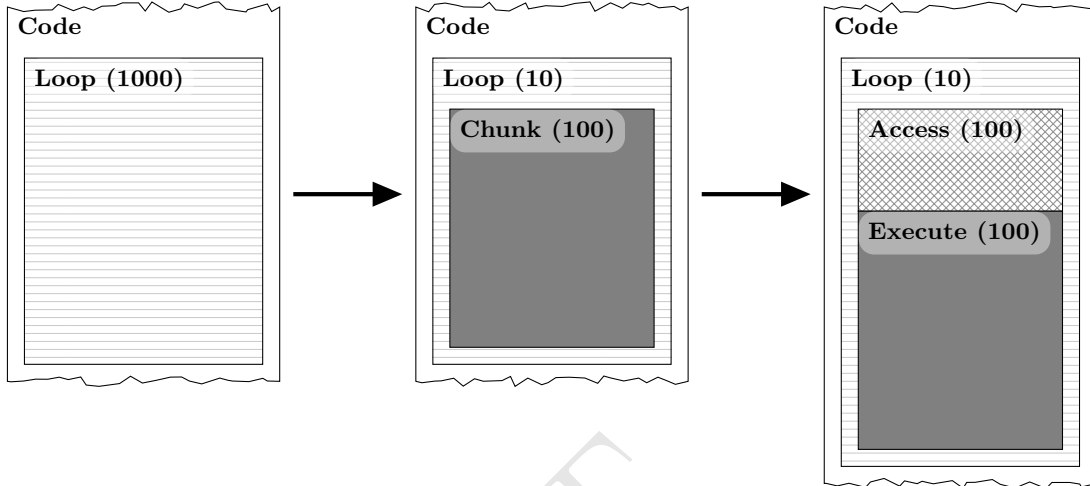 Code
Loop (1000)
Code
Loop (10)
Chunk (100)
Code
Loop (10)
Access (100)
Execute (100)
T